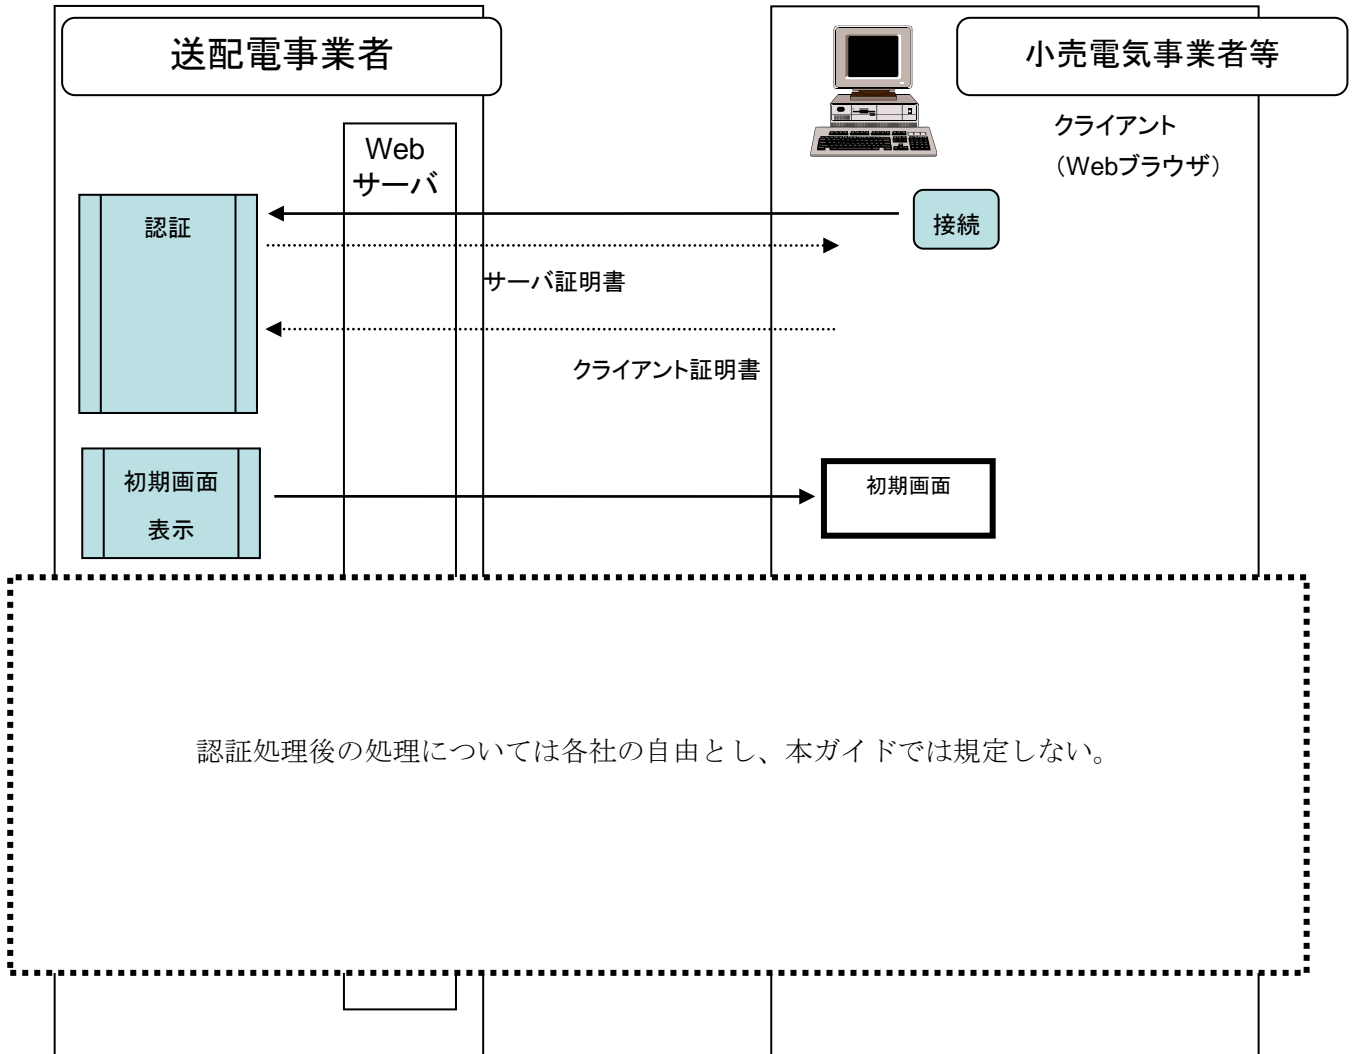 送配電事業者
小売電気事業者等
クライアント
（Webブラウザ）
Web
サーバ
認証
接続
サーバ証明書
クライアント証明書
初期画面
表示
初期画面
認証処理後の処理については各社の自由とし、本ガイドでは規定しない。